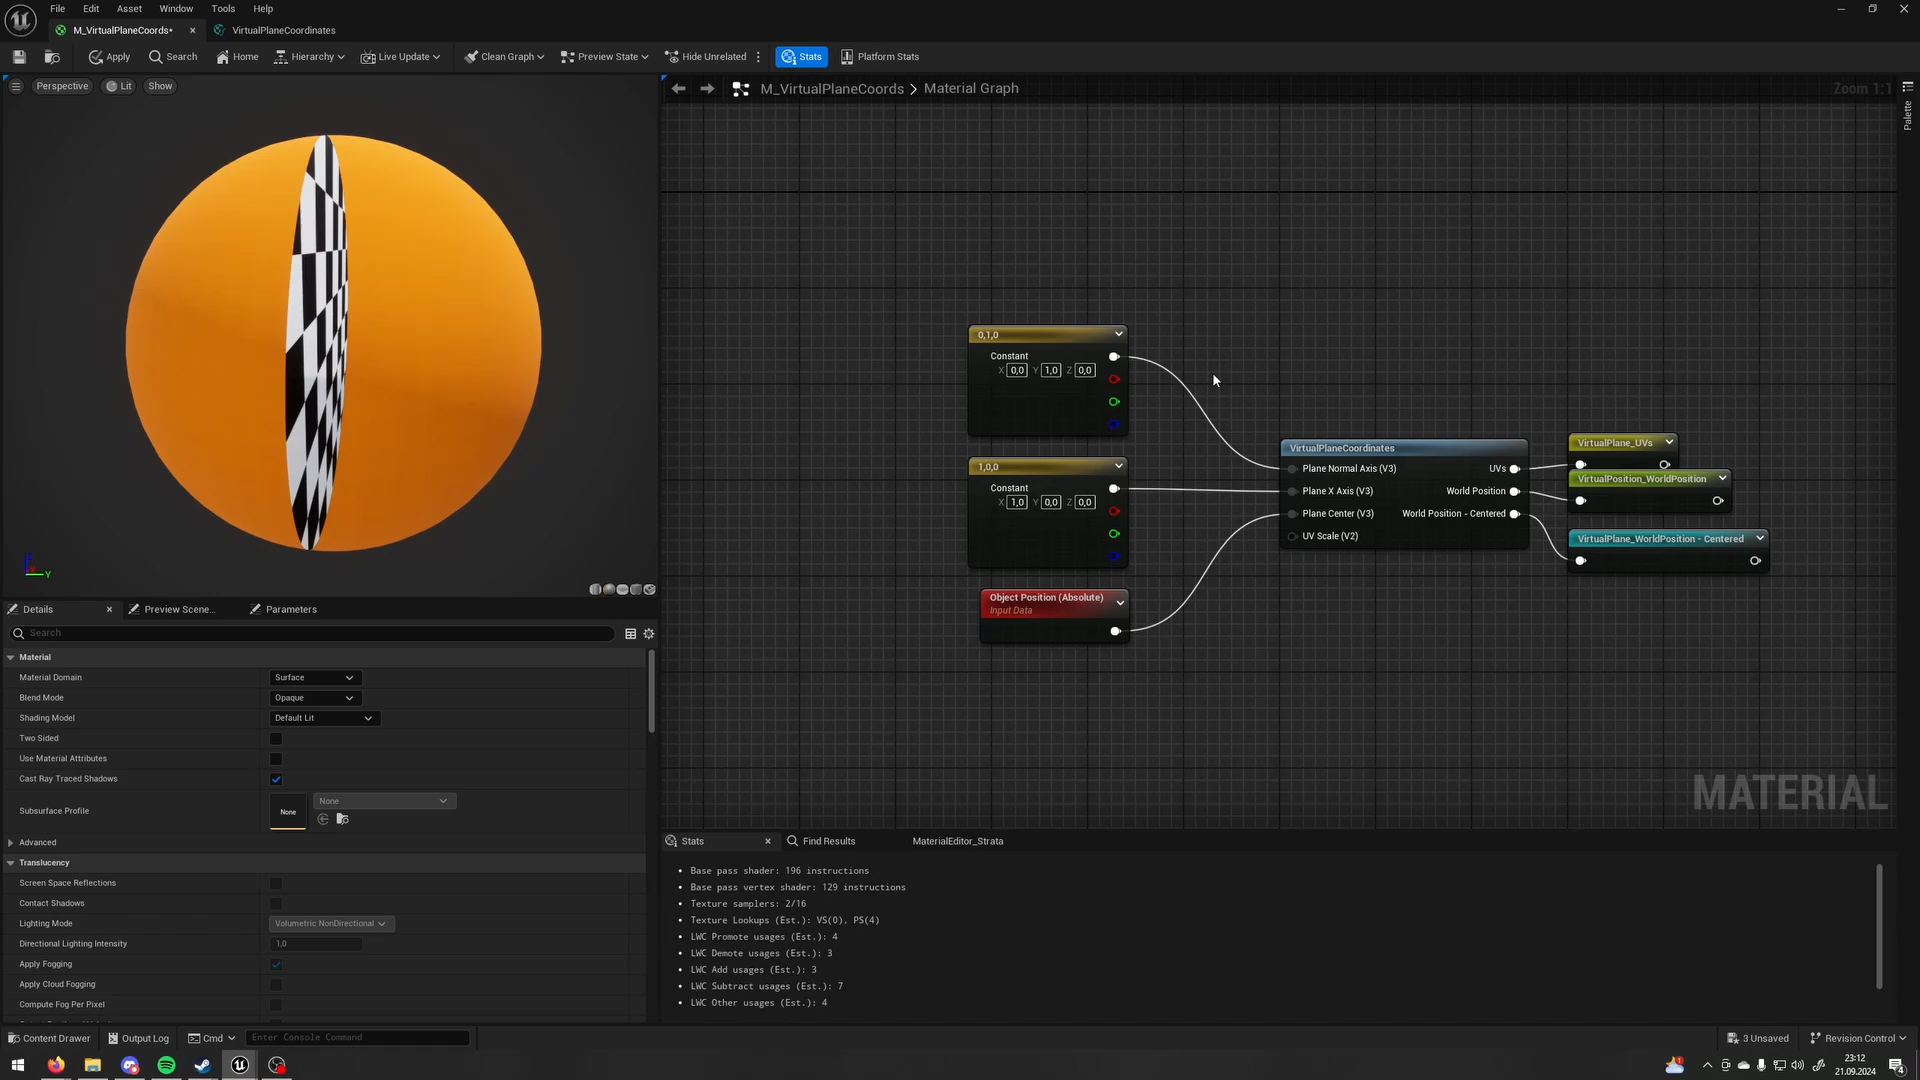 File Edit Asset Window Tools Help
M_VirtualPlaneCoords* VirtualPlaneCoordinates
Apply Search Home Hierarchy Live Update Clean Graph Preview State Hide Unrelated Stats Platform Stats
Perspective Lit Show
M_VirtualPlaneCoords > Material Graph
Zoom 1:1
Palette
0,1,0
Constant
X 0,0 Y 1,0 Z 0,0
1,0,0
Constant
X 1,0 Y 0,0 Z 0,0
Object Position (Absolute)
Input Data
VirtualPlaneCoordinates
Plane Normal Axis (V3) UVs
Plane X Axis (V3) World Position
Plane Center (V3) World Position - Centered
UV Scale (V2)
VirtualPlane_UVs
VirtualPosition_WorldPosition
VirtualPlane_WorldPosition - Centered
MATERIAL
Y
Details Preview Scene... Parameters
Search
Material
Material Domain Surface
Blend Mode Opaque
Shading Model Default Lit
Two Sided
Use Material Attributes
Cast Ray Traced Shadows
Subsurface Profile None None
Advanced
Translucency
Screen Space Reflections
Contact Shadows
Lighting Mode Volumetric NonDirectional
Directional Lighting Intensity 1,0
Apply Fogging
Apply Cloud Fogging
Compute Fog Per Pixel
Stats Find Results MaterialEditor_Strata
• Base pass shader: 196 instructions
• Base pass vertex shader: 129 instructions
• Texture samplers: 2/16
• Texture Lookups (Est.): VS(0), PS(4)
• LWC Promote usages (Est.): 4
• LWC Demote usages (Est.): 3
• LWC Add usages (Est.): 3
• LWC Subtract usages (Est.): 7
• LWC Other usages (Est.): 4
Content Drawer Output Log Cmd Enter Console Command 3 Unsaved Revision Control
23:12
21.09.2024